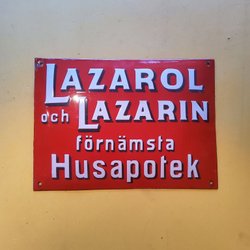 LAZAROL
och LAZARIN
förnämsta
Husapotek